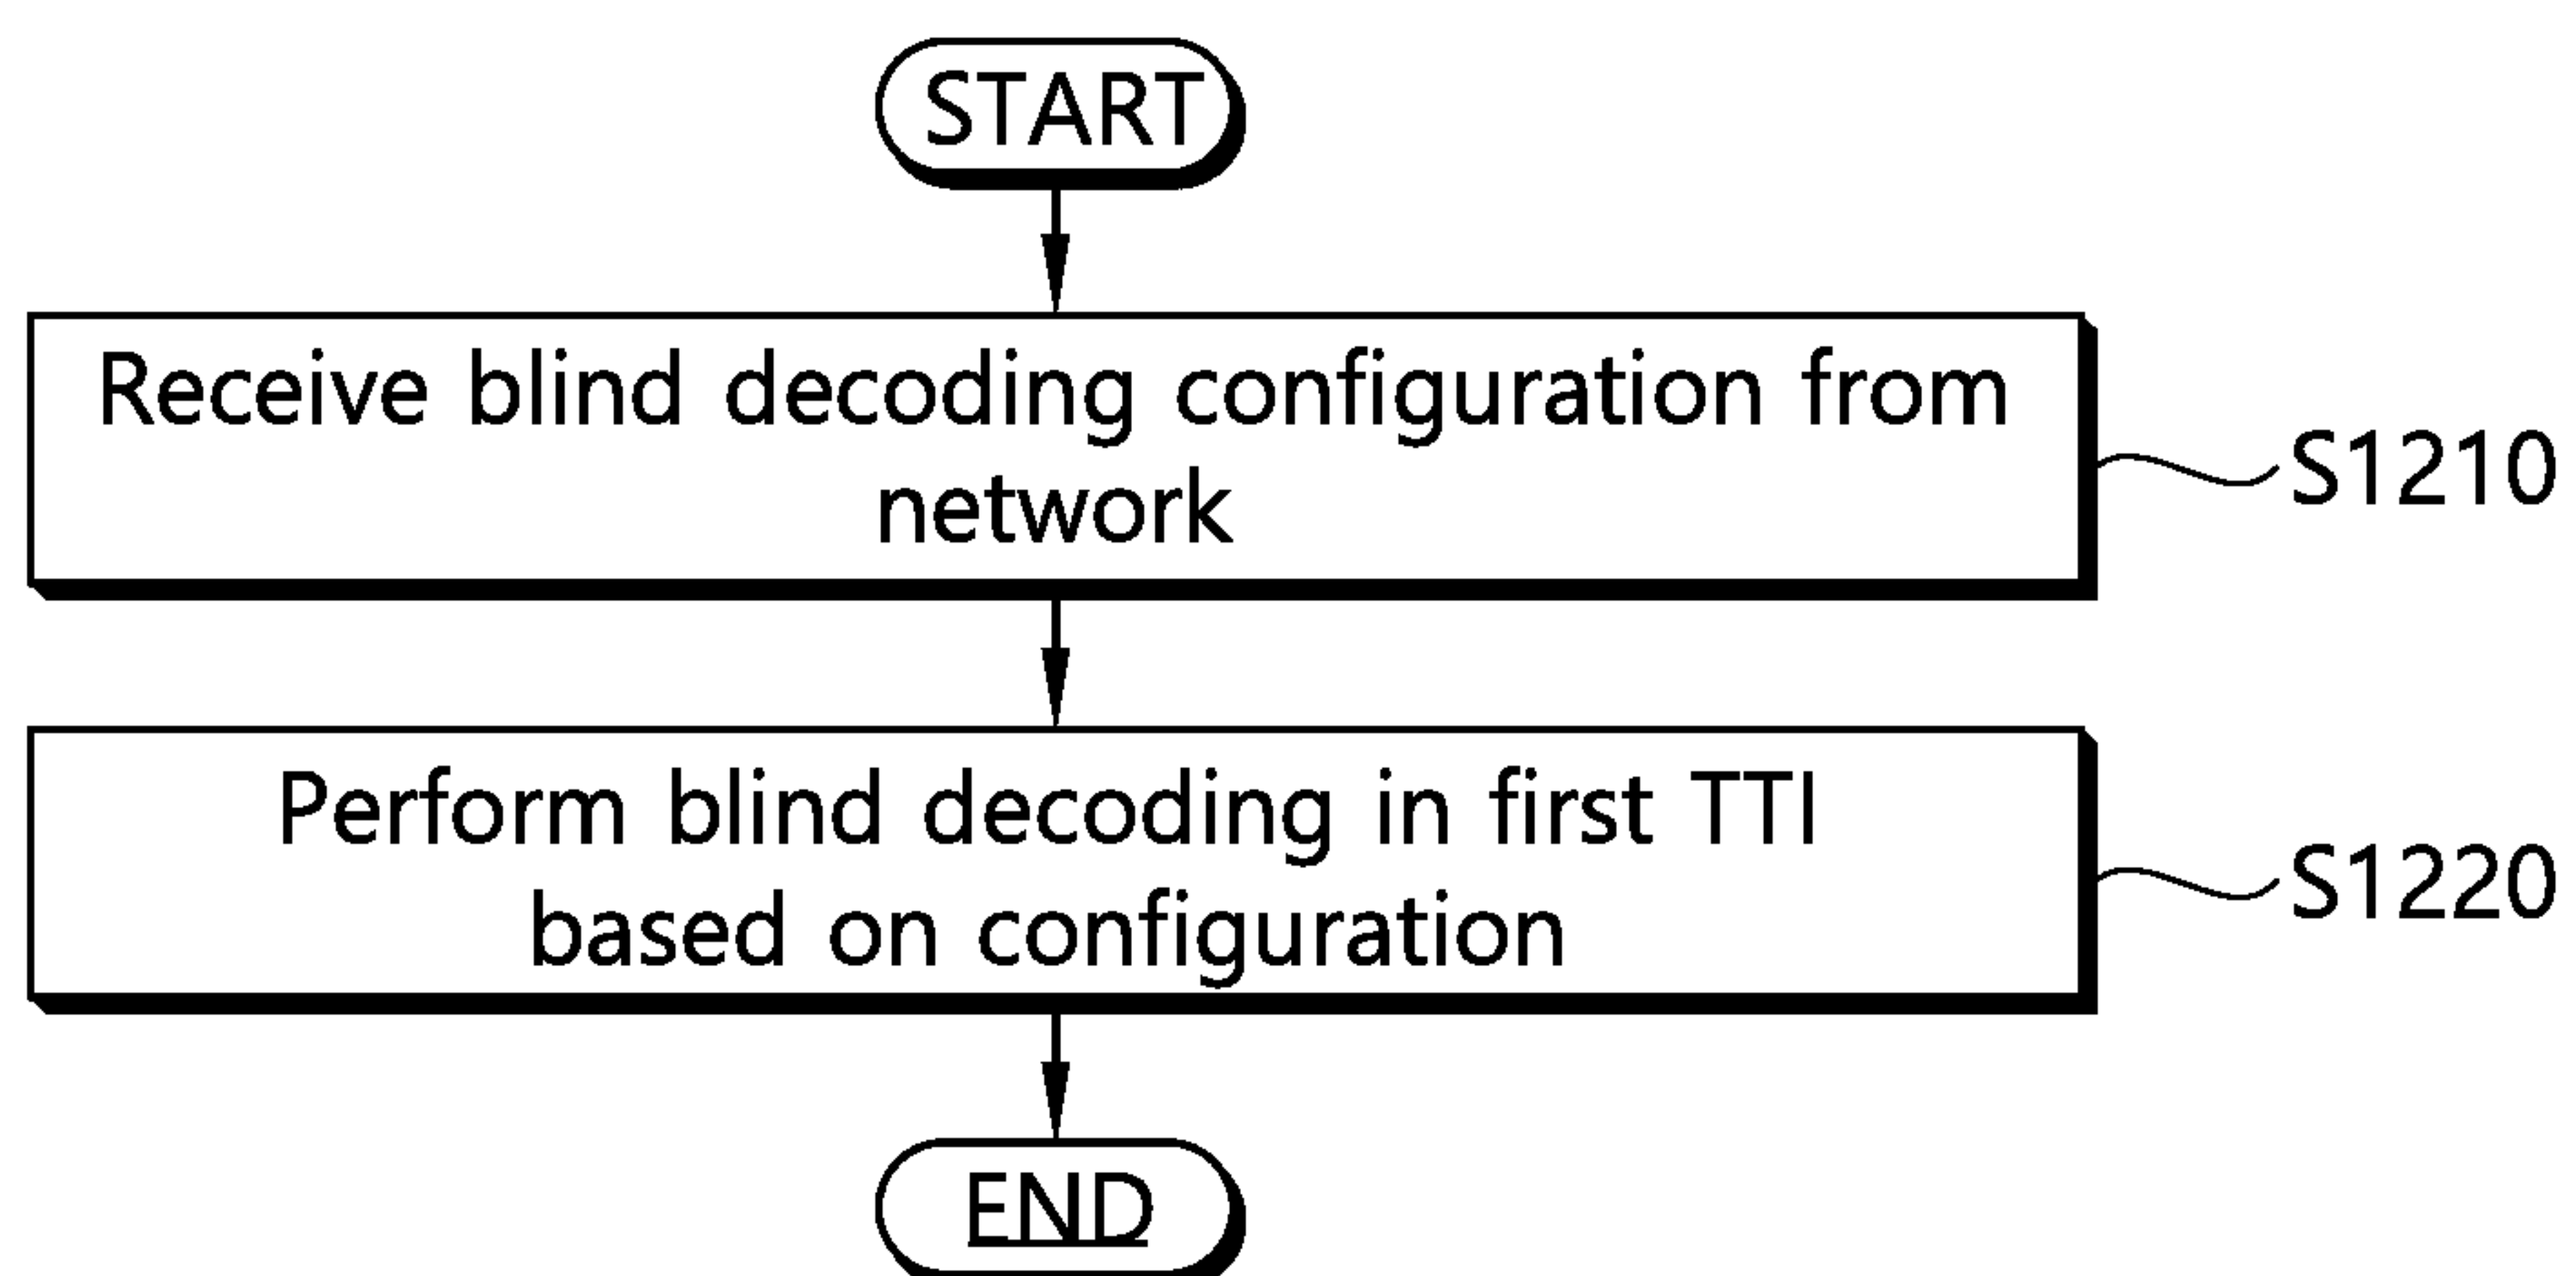 START
Receive blind decoding configuration from
network
S1210
Perform blind decoding in first TTI
based on configuration
S1220
END